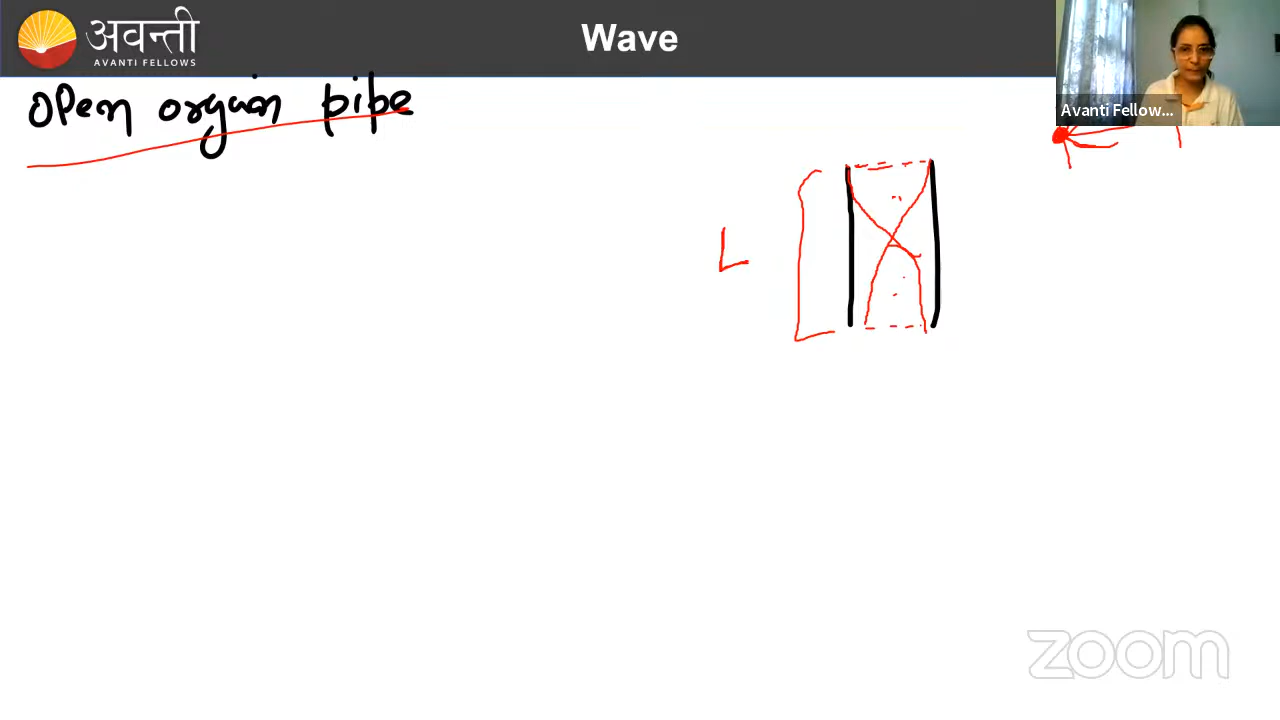 अवन्ती
AVANTI FELLOWS
Wave
Avanti Fellow...
open organ pipe
L
zoom